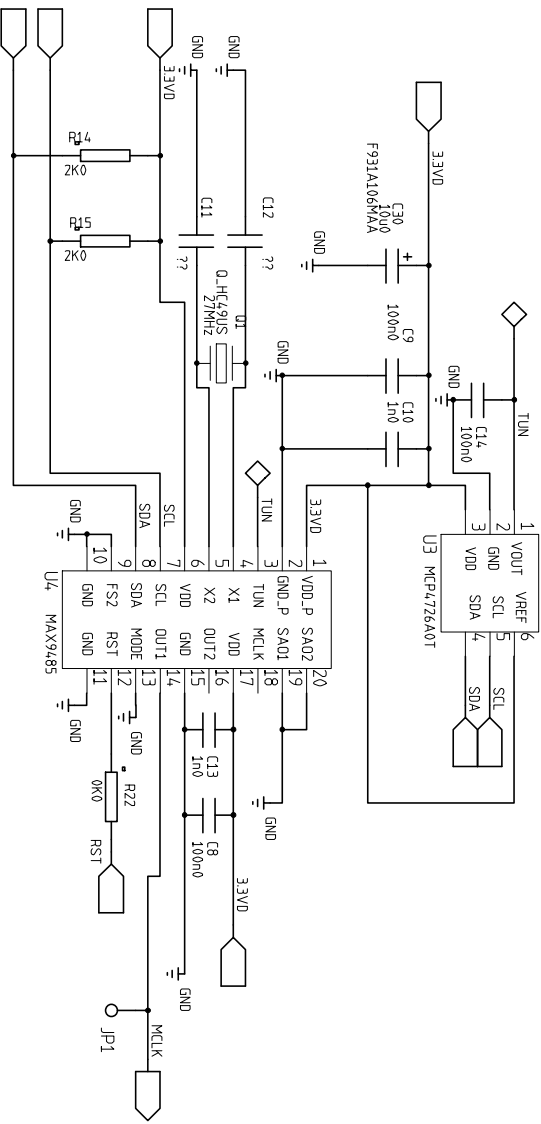 GND
GND
3.3VD
R14
2K0
R15
2K0
C11
??
C12
??
Q_HC49US
27MHz
Q1
F931A106MAA
C30
10u0
GND
3.3VD
C9
100n0
GND
C10
1n0
GND
C14
100n0
TUN
SDA
SCL
TUN
3.3VD
GND
10
9
8
7
6
5
4
3
2
1
GND
FS2
SDA
SCL
VDD
X2
X1
TUN
GND_P
VDD_P
GND
RST
MODE
OUT1
GND
OUT2
VDD
MCLK
SAO1
SAO2
11
12
13
14
15
16
17
18
19
20
U4
MAX9485
3
2
1
VDD
GND
VOUT
SDA
SCL
VREF
4
5
6
U3
MCP4726A0T
SDA
SCL
GND
GND
R22
0K0
RST
C13
1n0
C8
100n0
GND
3.3VD
GND
JP1
MCLK